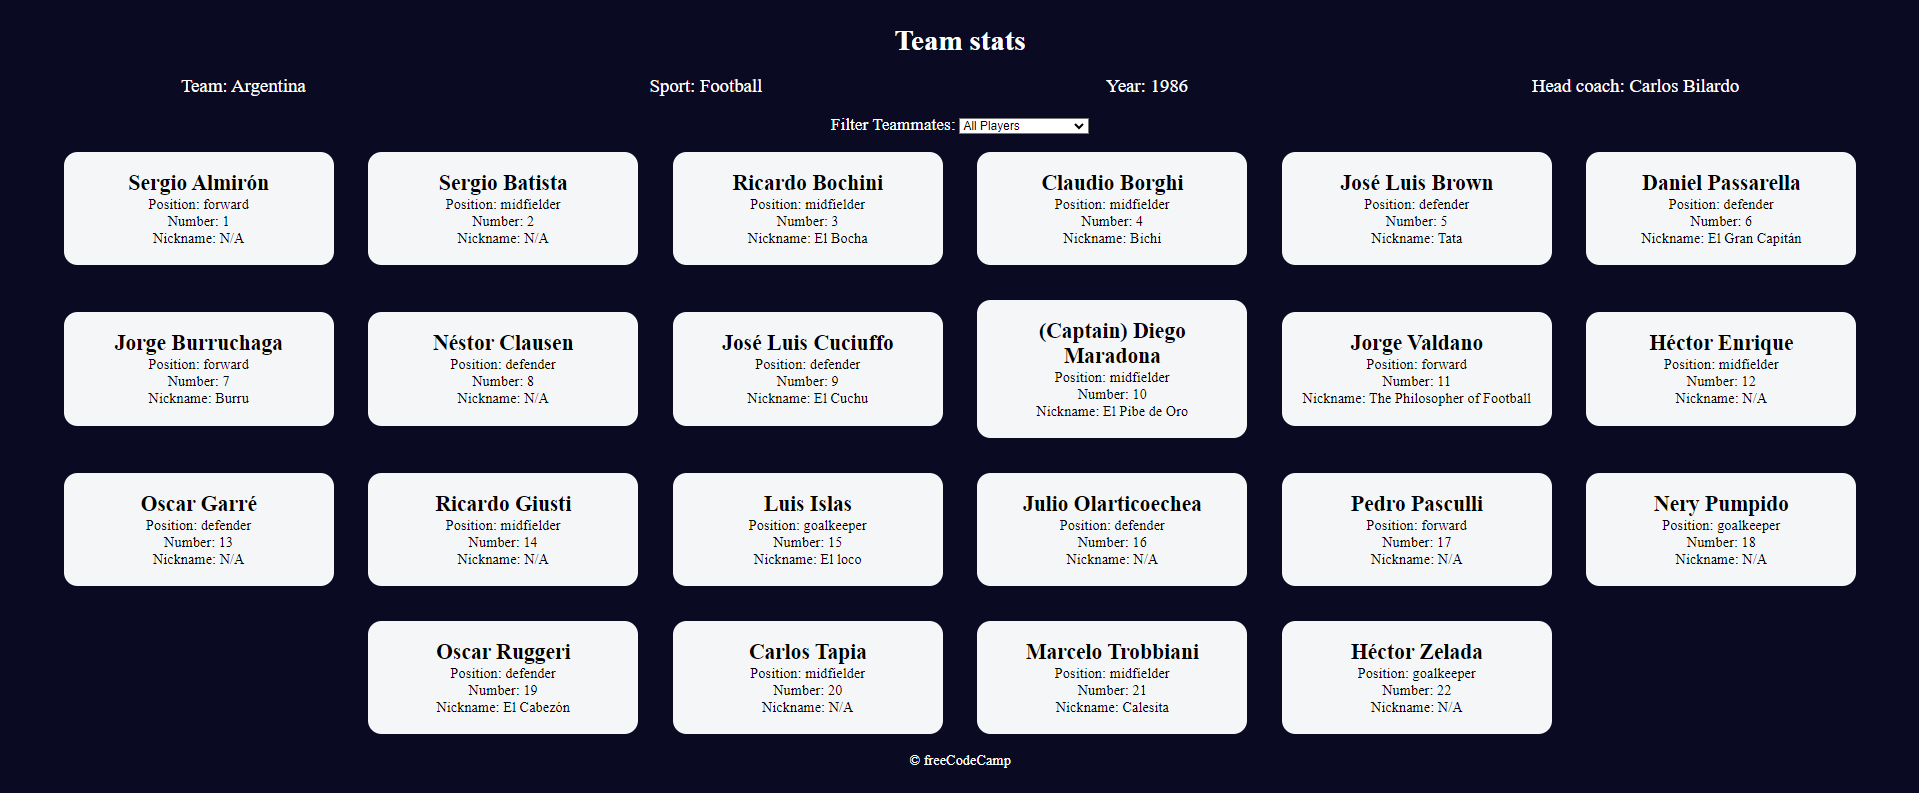 Team stats
Team: Argentina
Sport: Football
Year: 1986
Head coach: Carlos Bilardo
Filter Teammates: All Players
Sergio Almirón
Position: forward
Number: 1
Nickname: N/A
Sergio Batista
Position: midfielder
Number: 2
Nickname: N/A
Ricardo Bochini
Position: midfielder
Number: 3
Nickname: El Bocha
Claudio Borghi
Position: midfielder
Number: 4
Nickname: Bichi
José Luis Brown
Position: defender
Number: 5
Nickname: Tata
Daniel Passarella
Position: defender
Number: 6
Nickname: El Gran Capitán
Jorge Burruchaga
Position: forward
Number: 7
Nickname: Burru
Néstor Clausen
Position: defender
Number: 8
Nickname: N/A
José Luis Cuciuffo
Position: defender
Number: 9
Nickname: El Cuchu
(Captain) Diego
Maradona
Position: midfielder
Number: 10
Nickname: El Pibe de Oro
Jorge Valdano
Position: forward
Number: 11
Nickname: The Philosopher of Football
Héctor Enrique
Position: midfielder
Number: 12
Nickname: N/A
Oscar Garré
Position: defender
Number: 13
Nickname: N/A
Ricardo Giusti
Position: midfielder
Number: 14
Nickname: N/A
Luis Islas
Position: goalkeeper
Number: 15
Nickname: El loco
Julio Olarticoechea
Position: defender
Number: 16
Nickname: N/A
Pedro Pasculli
Position: forward
Number: 17
Nickname: N/A
Nery Pumpido
Position: goalkeeper
Number: 18
Nickname: N/A
Oscar Ruggeri
Position: defender
Number: 19
Nickname: El Cabezón
Carlos Tapia
Position: midfielder
Number: 20
Nickname: N/A
Marcelo Trobbiani
Position: midfielder
Number: 21
Nickname: Calesita
Héctor Zelada
Position: goalkeeper
Number: 22
Nickname: N/A
© freeCodeCamp